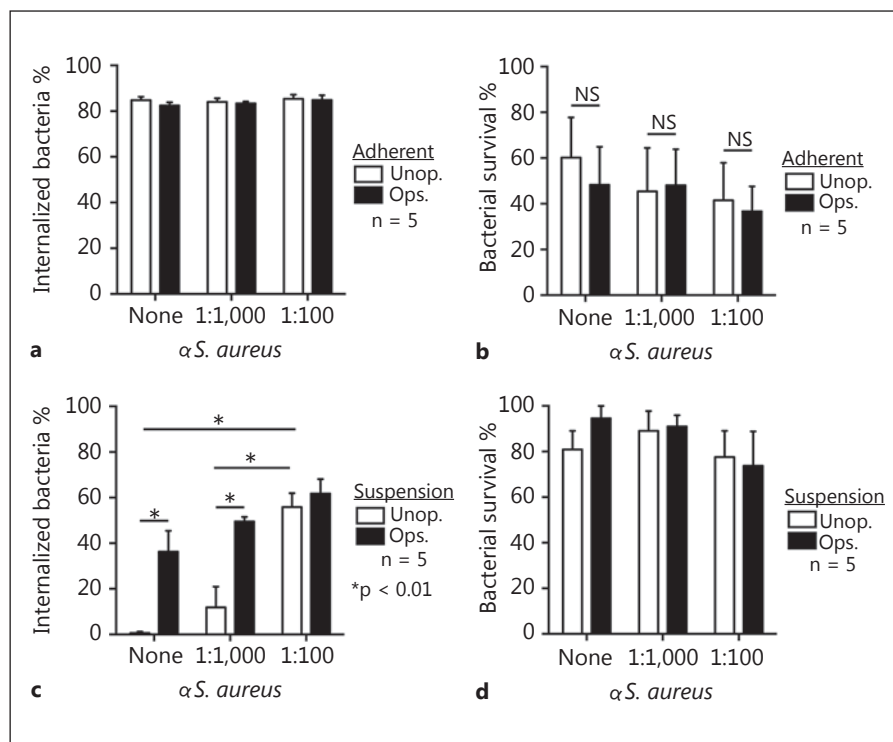 Internalized bacteria %
100
80
60
40
20
0
None 1:1,000 1:100
α S. aureus
a
Adherent
Unop.
Ops.
n = 5
Bacterial survival %
100
80
60
40
20
0
NS
NS
NS
None 1:1,000 1:100
α S. aureus
b
Adherent
Unop.
Ops.
n = 5
Internalized bacteria %
100
80
60
40
20
0
*
*
*
*
None 1:1,000 1:100
α S. aureus
c
Suspension
Unop.
Ops.
n = 5
*p < 0.01
Bacterial survival %
100
80
60
40
20
0
None 1:1,000 1:100
α S. aureus
d
Suspension
Unop.
Ops.
n = 5